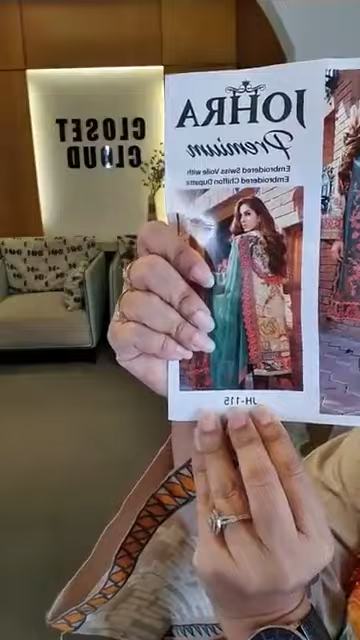 CLOSET
CLOUD
JOHRA
Premium
Embroidered Swiss Voile with
Embroidered Chiffon Dupatta
JH-115